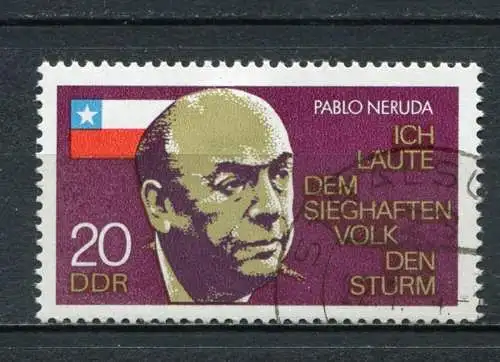 PABLO NERUDA
ICH
LÄUTE
DEM
SIEGHAFTEN
VOLK
DEN
STURM
20
DDR